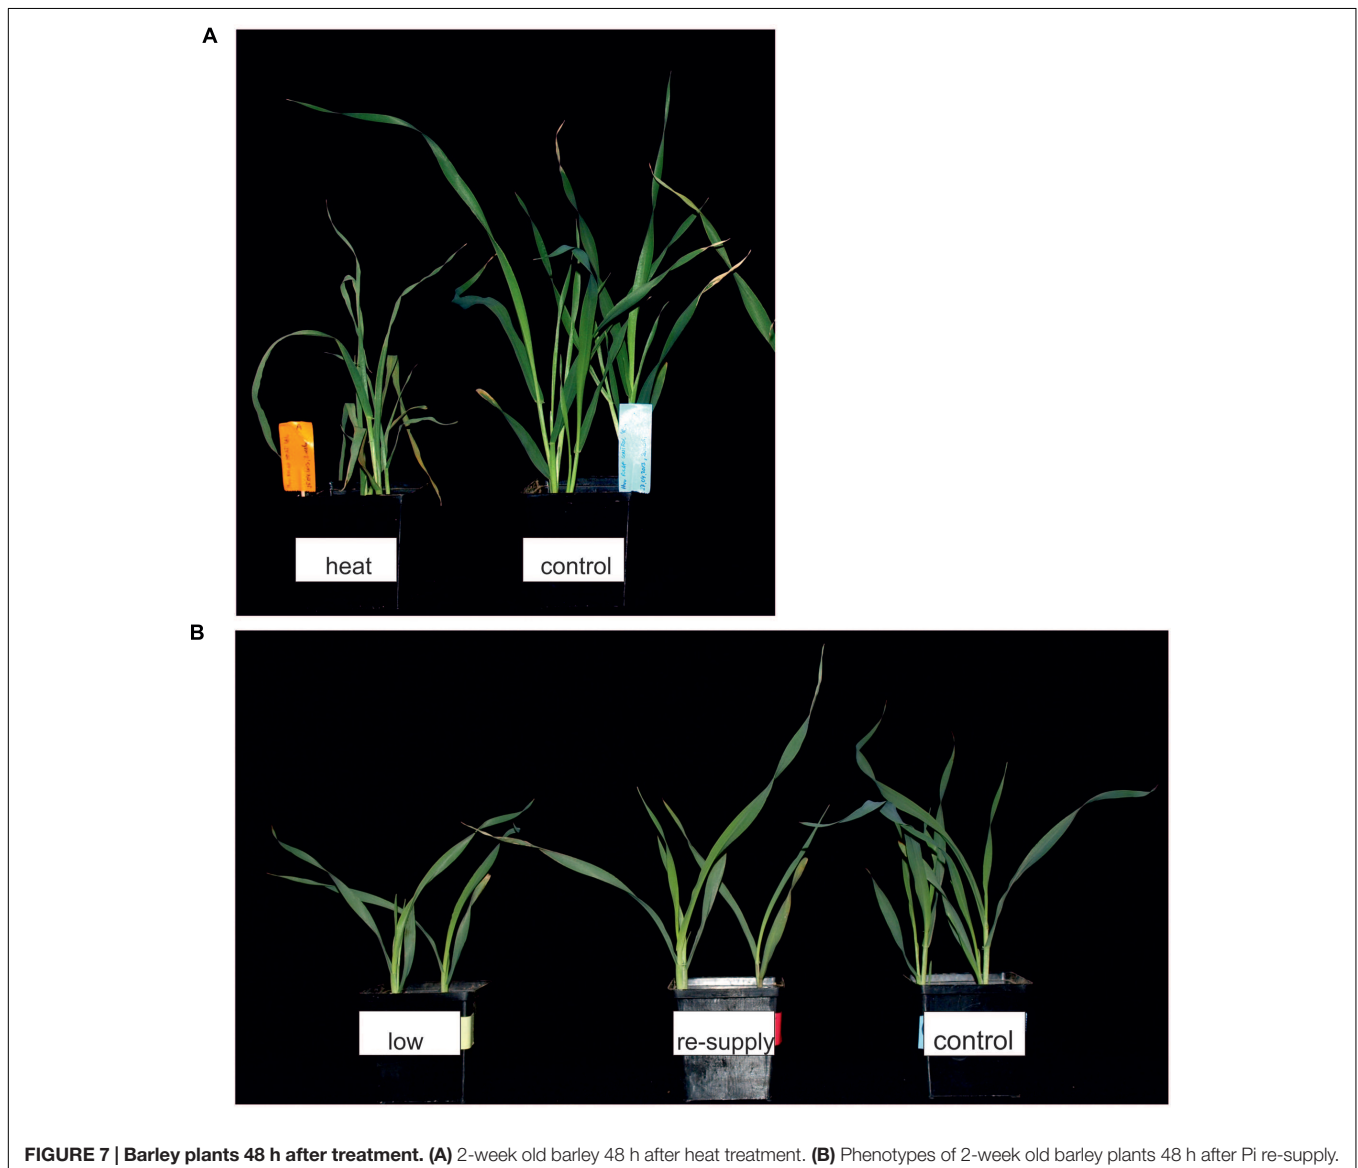 A
heat
control
B
low
re-supply
control
FIGURE 7 | Barley plants 48 h after treatment. (A) 2-week old barley 48 h after heat treatment. (B) Phenotypes of 2-week old barley plants 48 h after Pi re-supply.